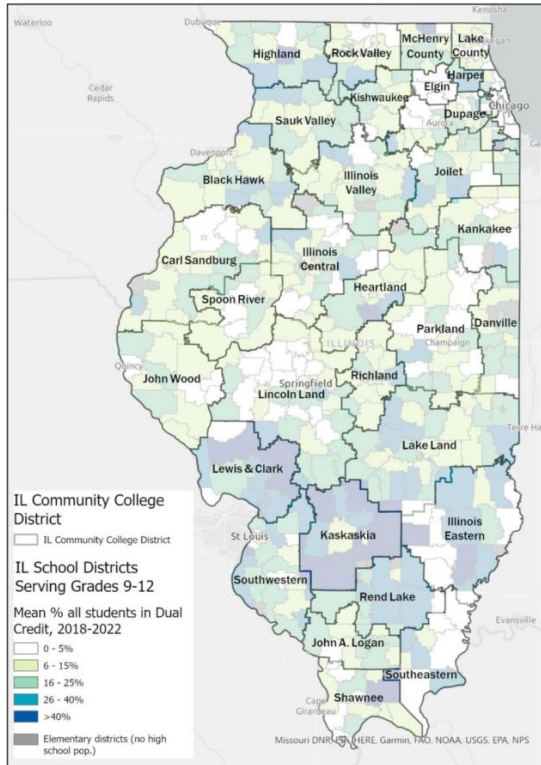 Kenosha
Dubuque
Waterloo
McHenry
County
Lake
County
Highland
Rock Valley
Harper
Elgin
Kishwaukee
Chicago
Cedar
Rapids
Dupage
Aurora
Sauk Valley
Davenport
Illinois
Valley
Joilet
Black Hawk
Kankakee
Carl Sandburg
Illinois
Central
Heartland
Spoon River
Parkland
Danville
ILLINOIS
Champaign
Quincy
Richland
John Wood
Springfield
Lincoln Land
Terre Ha
Lake Land
Lewis & Clark
IL Community College
District
IL Community College District
St Louis
Kaskaskia
Illinois
Eastern
IL School Districts
Serving Grades 9-12
Southwestern
Mean % all students in Dual
Credit, 2018-2022
Rend Lake
Evansville
0 - 5%
6 - 15%
John A. Logan
16 - 25%
Southeastern
26 - 40%
Cape
Girardeau
Shawnee
>40%
Elementary districts (no high
school pop.)
Missouri DNR, Esri, HERE, Garmin, FAO, NOAA, USGS, EPA, NPS